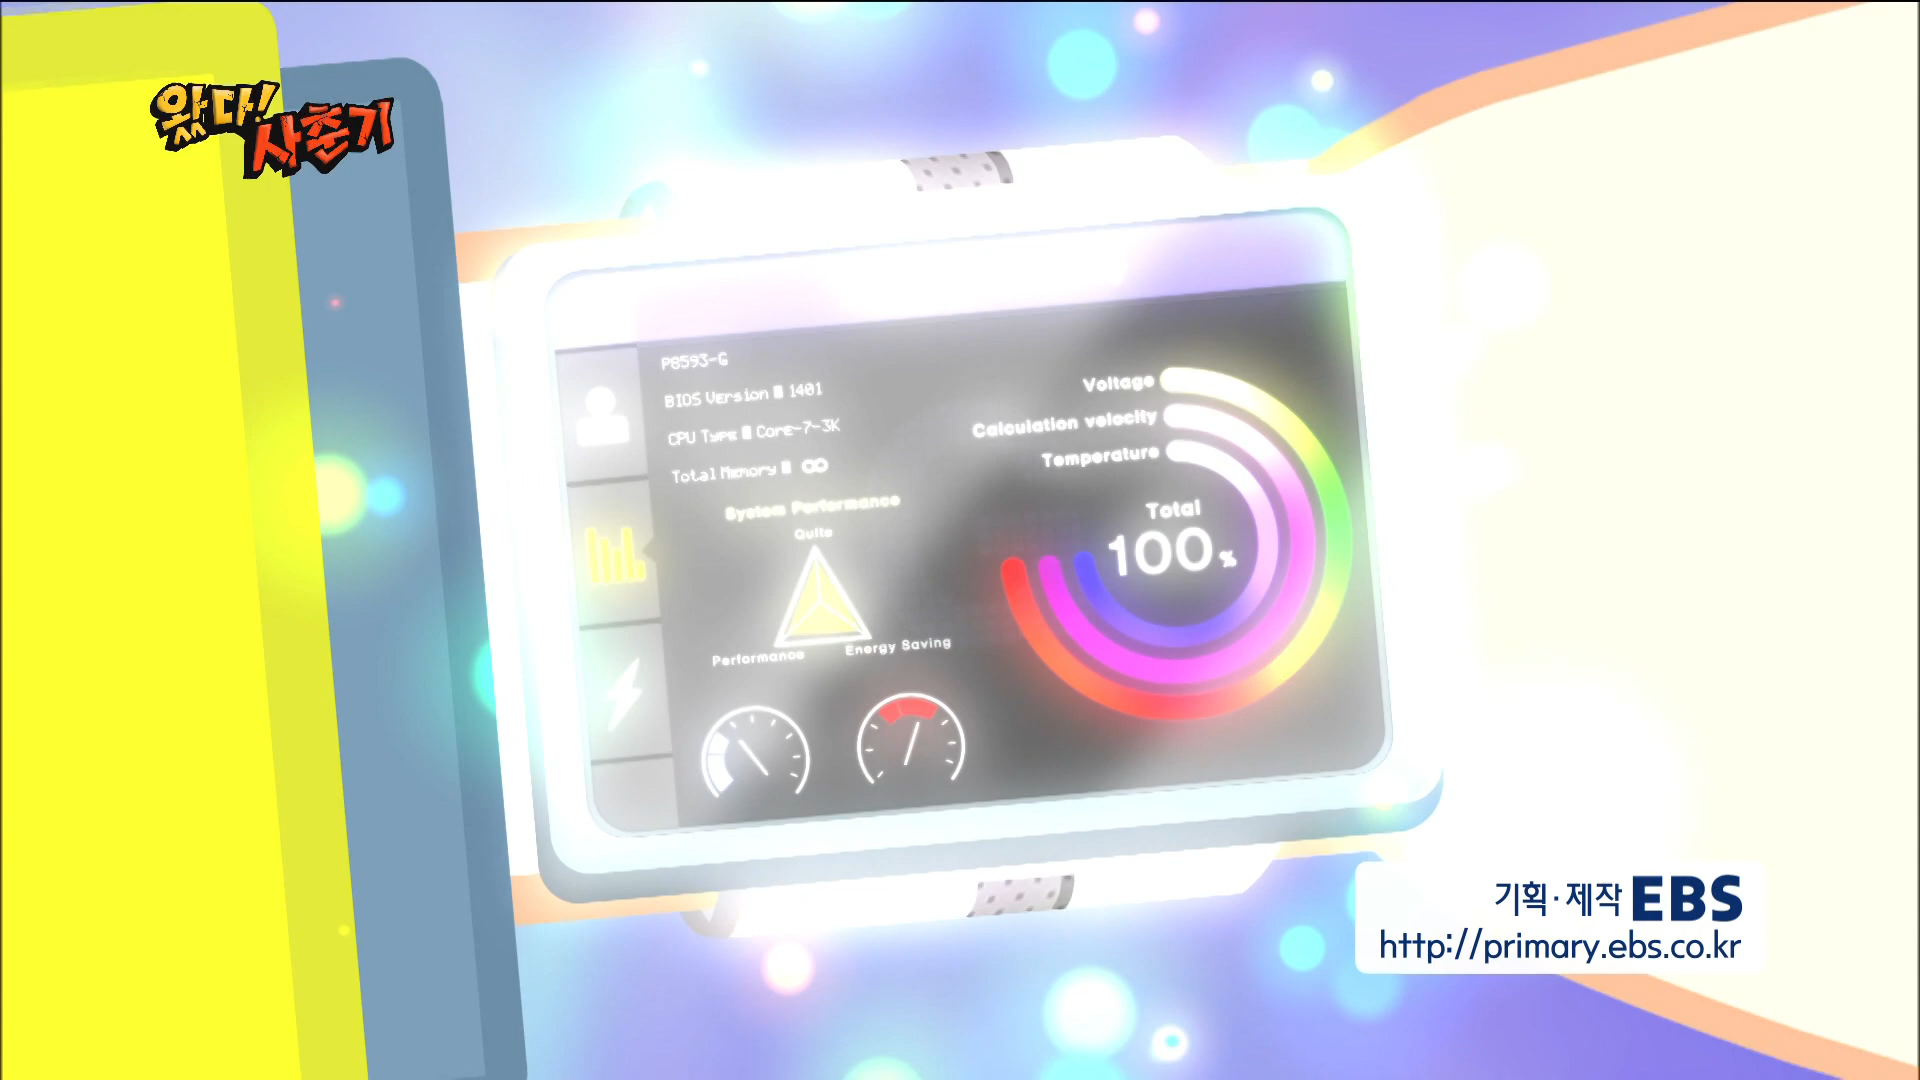 왔다!
사춘기
P8593-G
BIOS Version : 1401
CPU Type : Core-7-3K
Total Memory : ∞
System Performance
Quite
Performance
Energy Saving
Voltage
Calculation velocity
Temperature
Total
100%
기획·제작 EBS
http://primary.ebs.co.kr